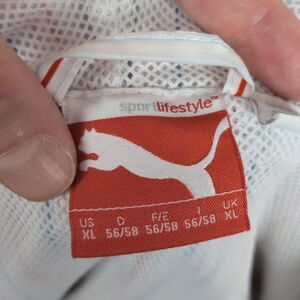 sportlifestyle™
US D F/E I UK
XL 56/58 56/58 56/58 XL